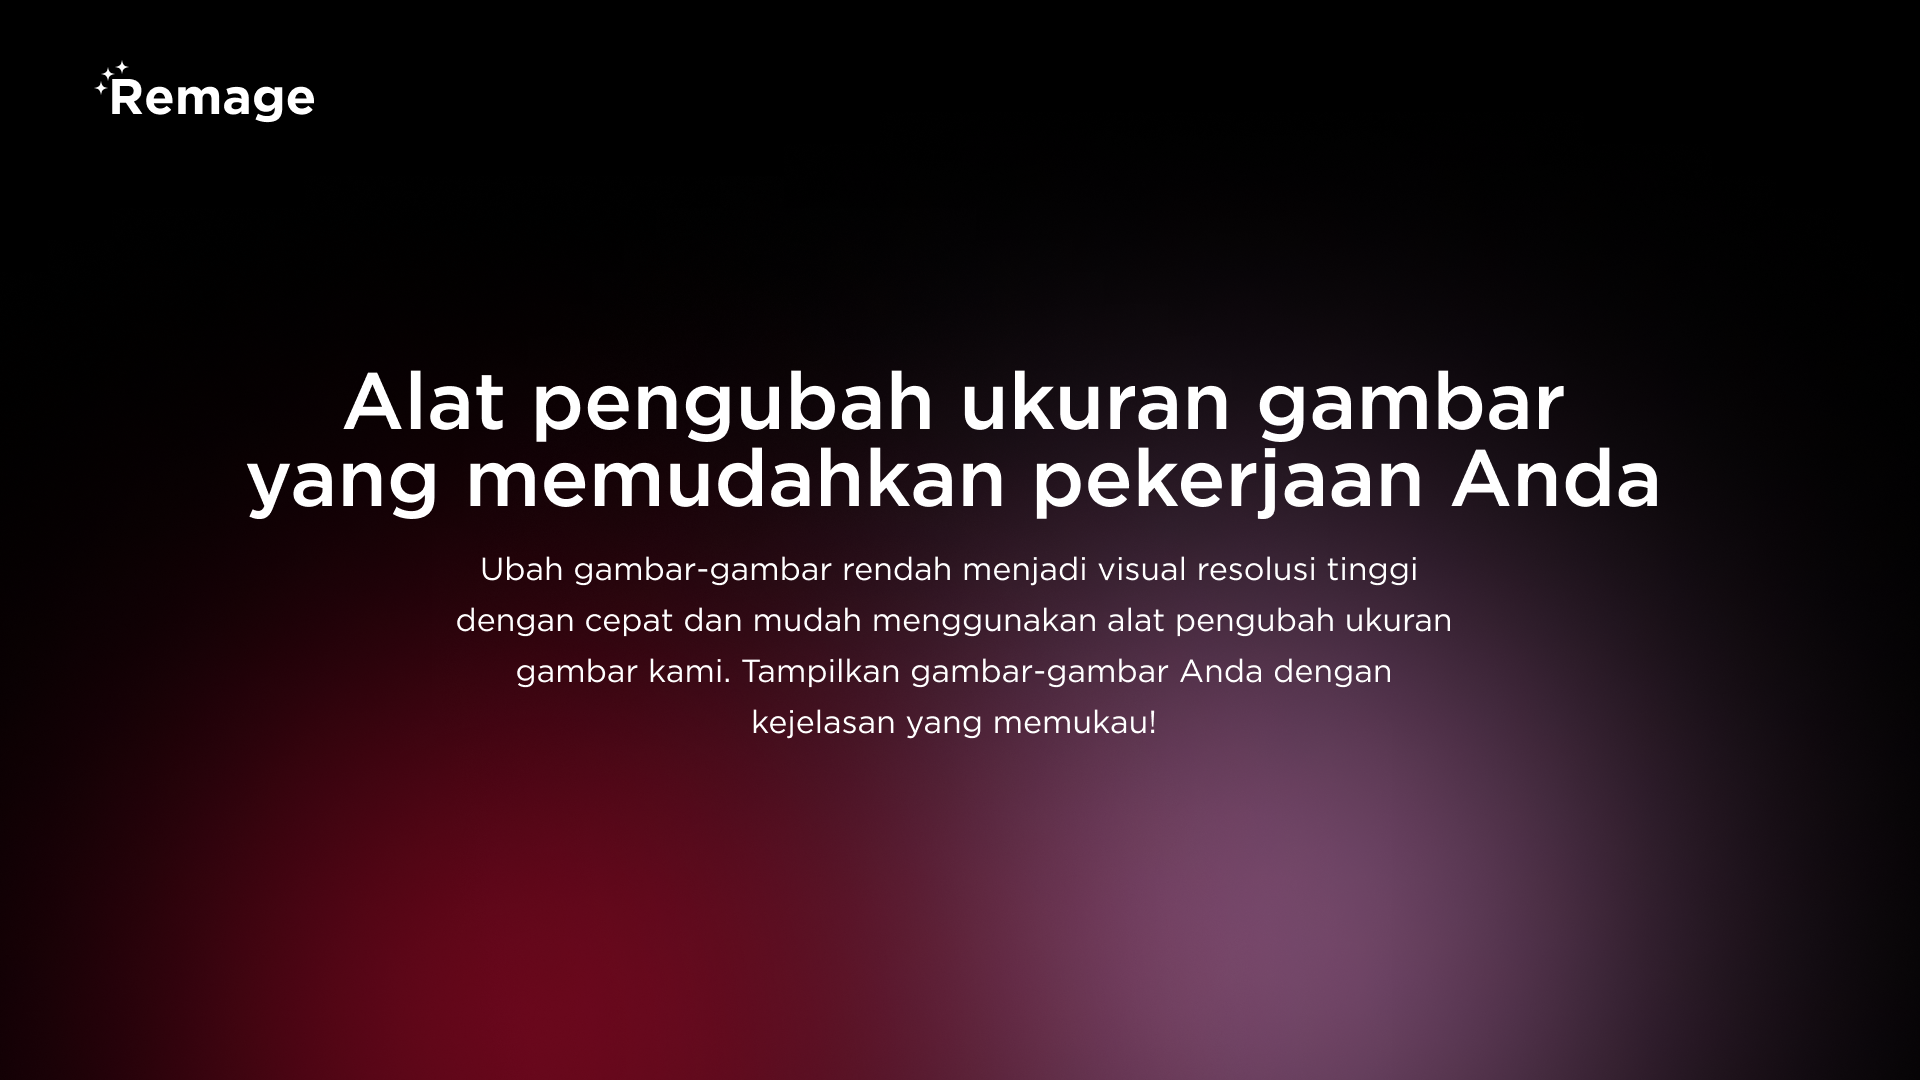 Remage
Alat pengubah ukuran gambar
yang memudahkan pekerjaan Anda
Ubah gambar-gambar rendah menjadi visual resolusi tinggi
dengan cepat dan mudah menggunakan alat pengubah ukuran
gambar kami. Tampilkan gambar-gambar Anda dengan
kejelasan yang memukau!